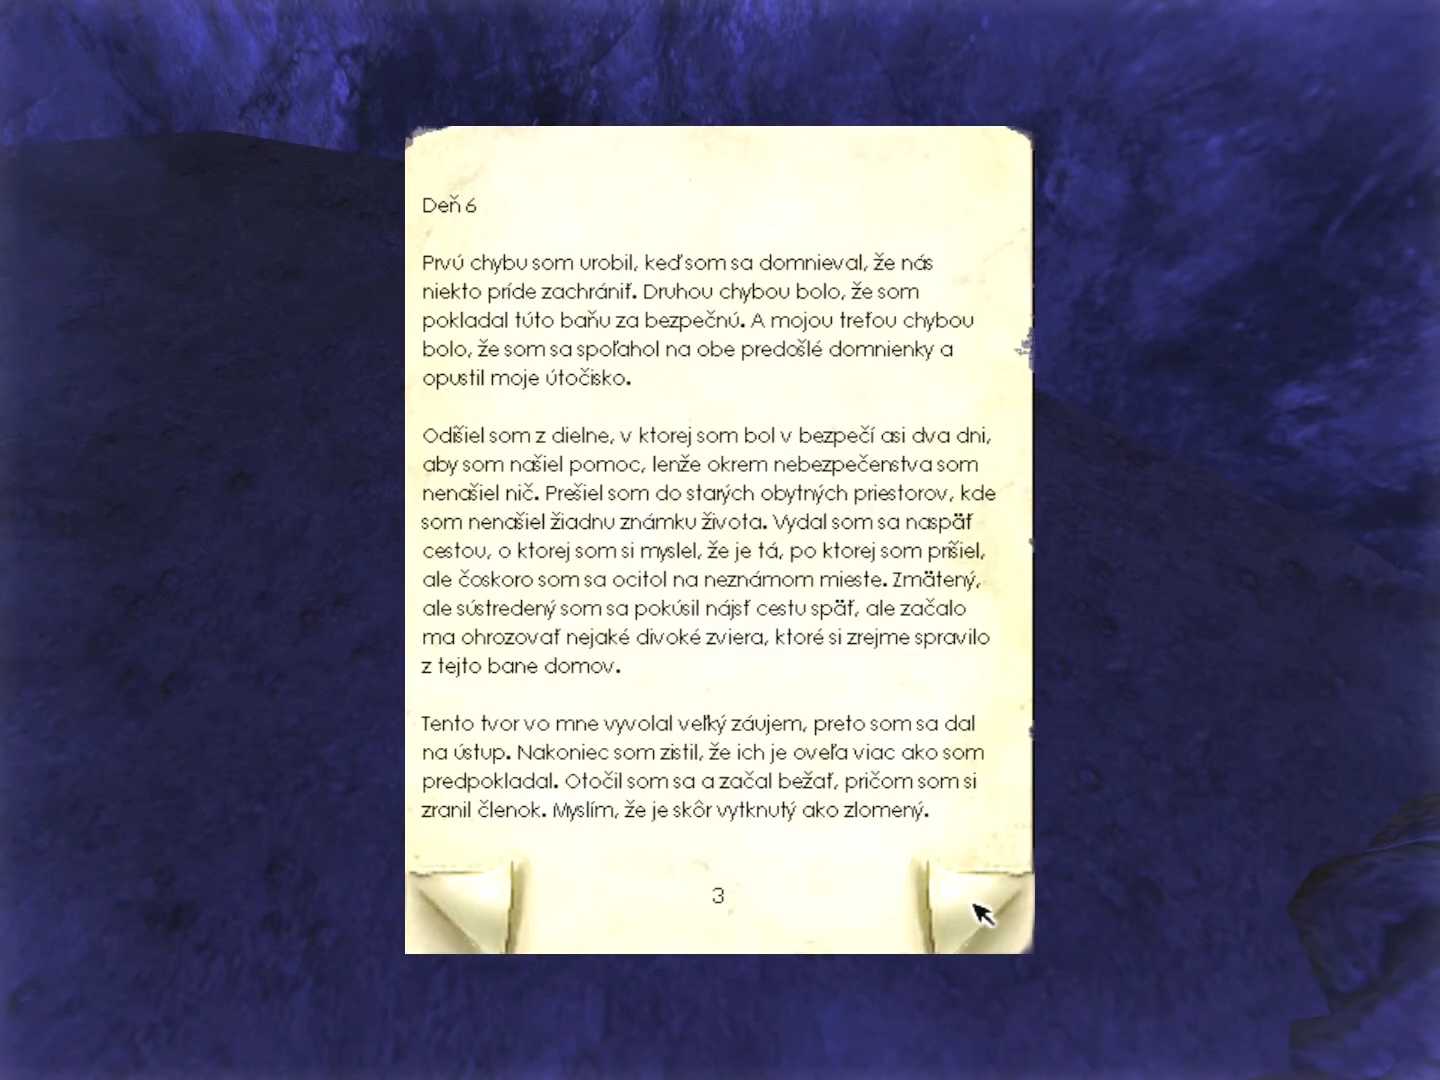 Deň 6
Prvú chybu som urobil, keď som sa domnieval, že nás
niekto príde zachrániť. Druhou chybou bolo, že som
pokladal túto baňu za bezpečnú. A mojou treťou chybou
bolo, že som sa spoľahol na obe predošlé domnienky a
opustil moje útočisko.
Odišiel som z dielne, v ktorej som bol v bezpečí asi dva dni,
aby som našiel pomoc, lenže okrem nebezpečenstva som
nenašiel nič. Prešiel som do starých obytných priestorov, kde
som nenašiel žiadnu známku života. Vydal som sa naspäť
cestou, o ktorej som si myslel, že je tá, po ktorej som prišiel,
ale čoskoro som sa ocitol na neznámom mieste. Zmätený,
ale sústredený som sa pokúsil nájsť cestu späť, ale začalo
ma ohrozovať nejaké divoké zviera, ktoré si zrejme spravilo
z tejto bane domov.
Tento tvor vo mne vyvolal veľký záujem, preto som sa dal
na ústup. Nakoniec som zistil, že ich je oveľa viac ako som
predpokladal. Otočil som sa a začal bežať, pričom som si
zranil členok. Myslím, že je skôr vytknutý ako zlomený.
3